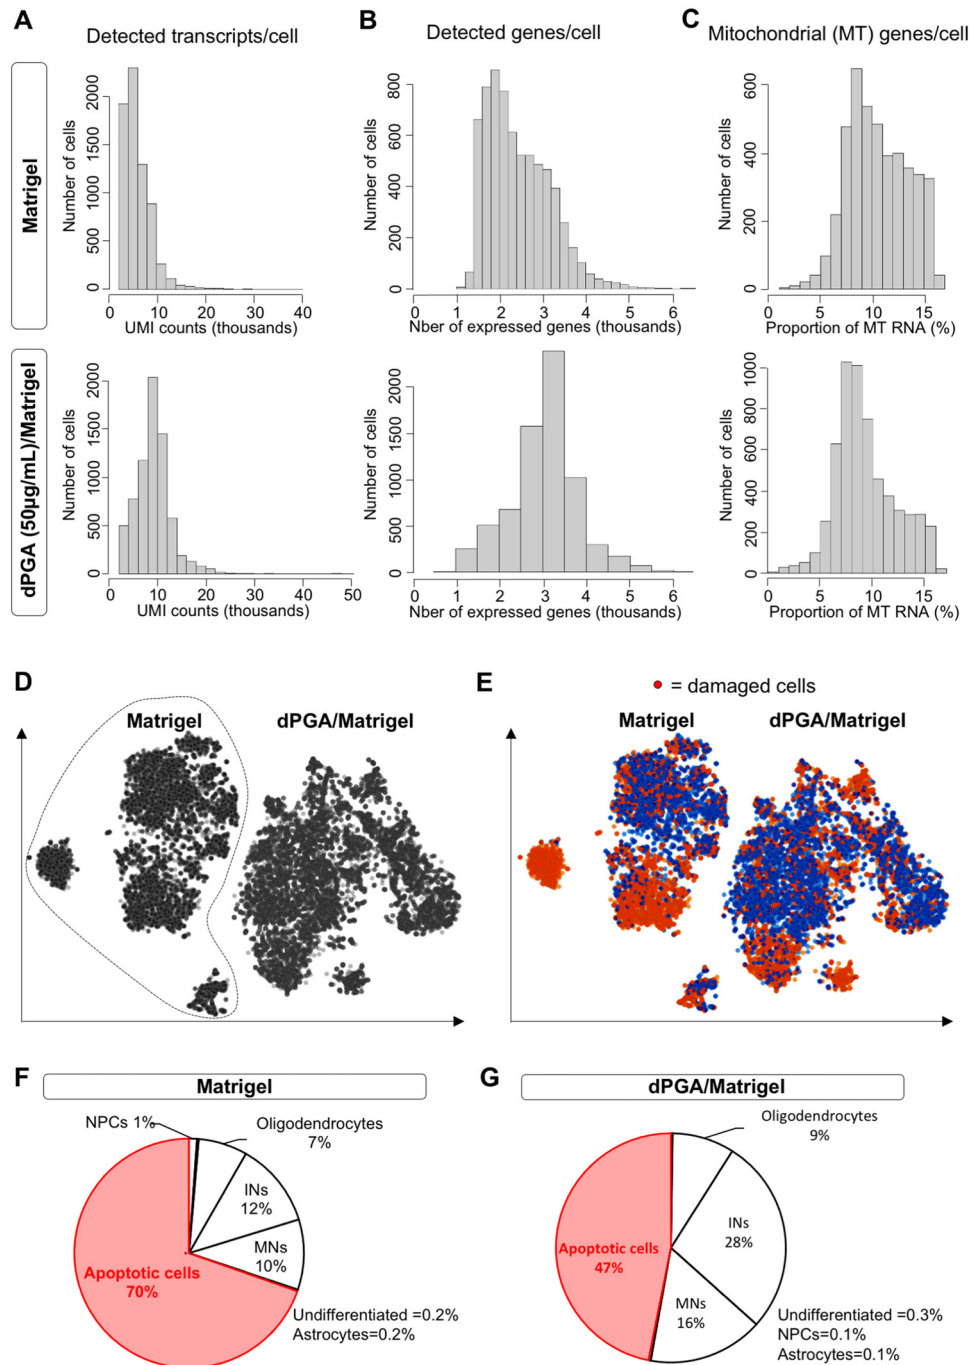 A
Detected transcripts/cell
B
Detected genes/cell
C
Mitochondrial (MT) genes/cell
Matrigel
Number of cells
0 500 1000 1500 2000
0 10 20 30 40
UMI counts (thousands)
Number of cells
0 200 400 600 800
0 1 2 3 4 5 6
Nber of expressed genes (thousands)
Number of cells
0 200 400 600
0 5 10 15
Proportion of MT RNA (%)
dPGA (50µg/mL)/Matrigel
Number of cells
0 500 1000 1500 2000
0 10 20 30 40 50
UMI counts (thousands)
Number of cells
0 500 1000 1500 2000
0 1 2 3 4 5 6
Nber of expressed genes (thousands)
Number of cells
0 200 400 600 800 1000
0 5 10 15
Proportion of MT RNA (%)
D
Matrigel
dPGA/Matrigel
E
= damaged cells
Matrigel
dPGA/Matrigel
F
Matrigel
NPCs 1%
Oligodendrocytes
7%
INs
12%
MNs
10%
Apoptotic cells
70%
Undifferentiated =0.2%
Astrocytes=0.2%
G
dPGA/Matrigel
Oligodendrocytes
9%
INs
28%
Apoptotic cells
47%
MNs
16%
Undifferentiated =0.3%
NPCs=0.1%
Astrocytes=0.1%